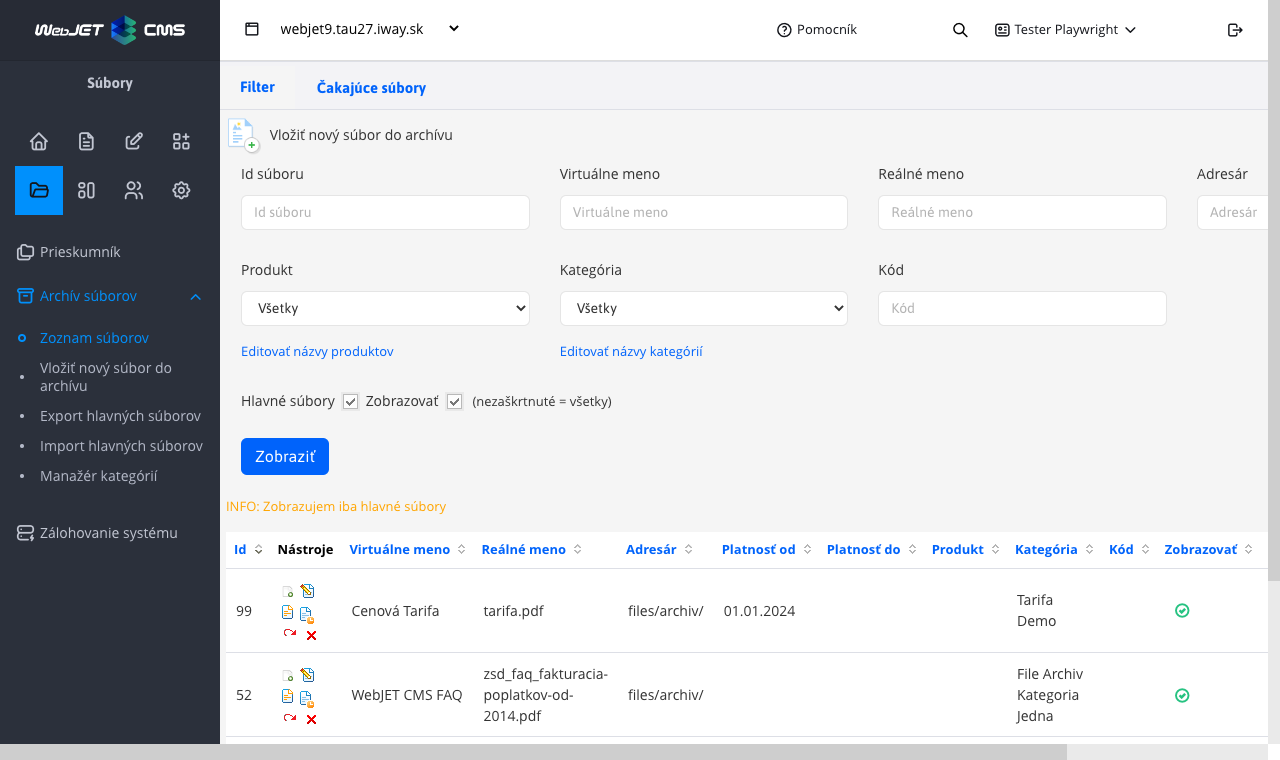 WebJET CMS
webjet9.tau27.iway.sk
Pomocník
Tester Playwright
Súbory
Filter
Čakajúce súbory
Vložiť nový súbor do archívu
Id súboru
Virtuálne meno
Reálné meno
Adresár
Id súboru
Virtuálne meno
Reálné meno
Adresár
Prieskumník
Archív súborov
Zoznam súborov
Vložiť nový súbor do
archívu
Export hlavných súborov
Import hlavných súborov
Manažér kategórií
Zálohovanie systému
Produkt
Kategória
Kód
Všetky
Všetky
Kód
Editovať názvy produktov
Editovať názvy kategórií
Hlavné súbory
Zobrazovať
(nezaškrtnuté = všetky)
Zobraziť
INFO: Zobrazujem iba hlavné súbory
Id
Nástroje
Virtuálne meno
Reálné meno
Adresár
Platnosť od
Platnosť do
Produkt
Kategória
Kód
Zobrazovať
99
Cenová Tarifa
tarifa.pdf
files/archiv/
01.01.2024
Tarifa
Demo
52
WebJET CMS FAQ
zsd_faq_fakturacia-
poplatkov-od-
2014.pdf
files/archiv/
File Archiv
Kategoria
Jedna